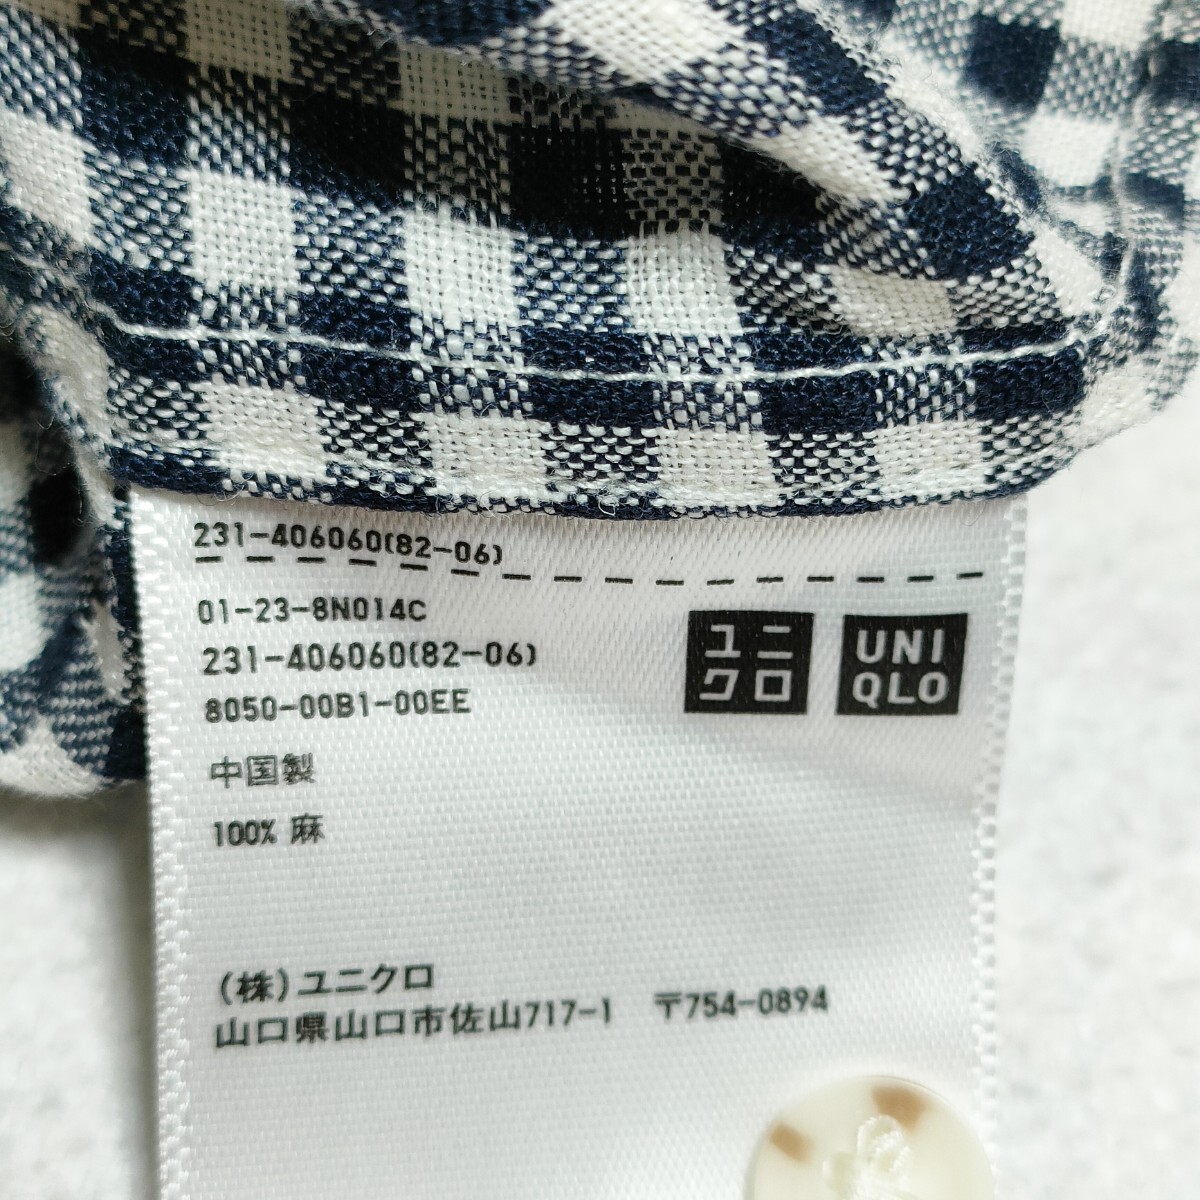 231-406060(82-06)
01-23-8N014C
231-406060(82-06)
8050-00B1-00EE
ユニ
クロ
UNI
QLO
中国製
100% 麻
(株)ユニクロ
山口県山口市佐山717-1 〒754-0894